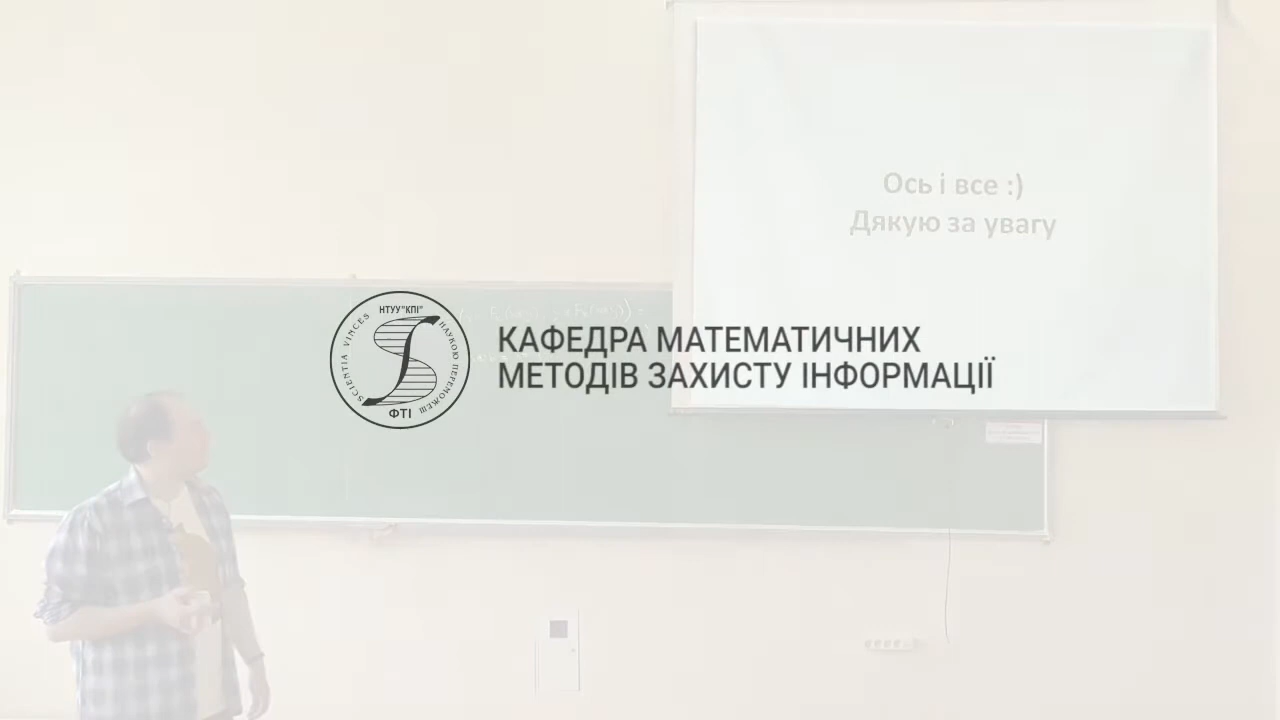 Ось і все :)
Дякую за увагу
НТУУ"КПІ"
SCIENTIA VINCES
НАУКОЮ ПЕРЕМОЖЕШ
ФТІ
КАФЕДРА МАТЕМАТИЧНИХ
МЕТОДІВ ЗАХИСТУ ІНФОРМАЦІЇ